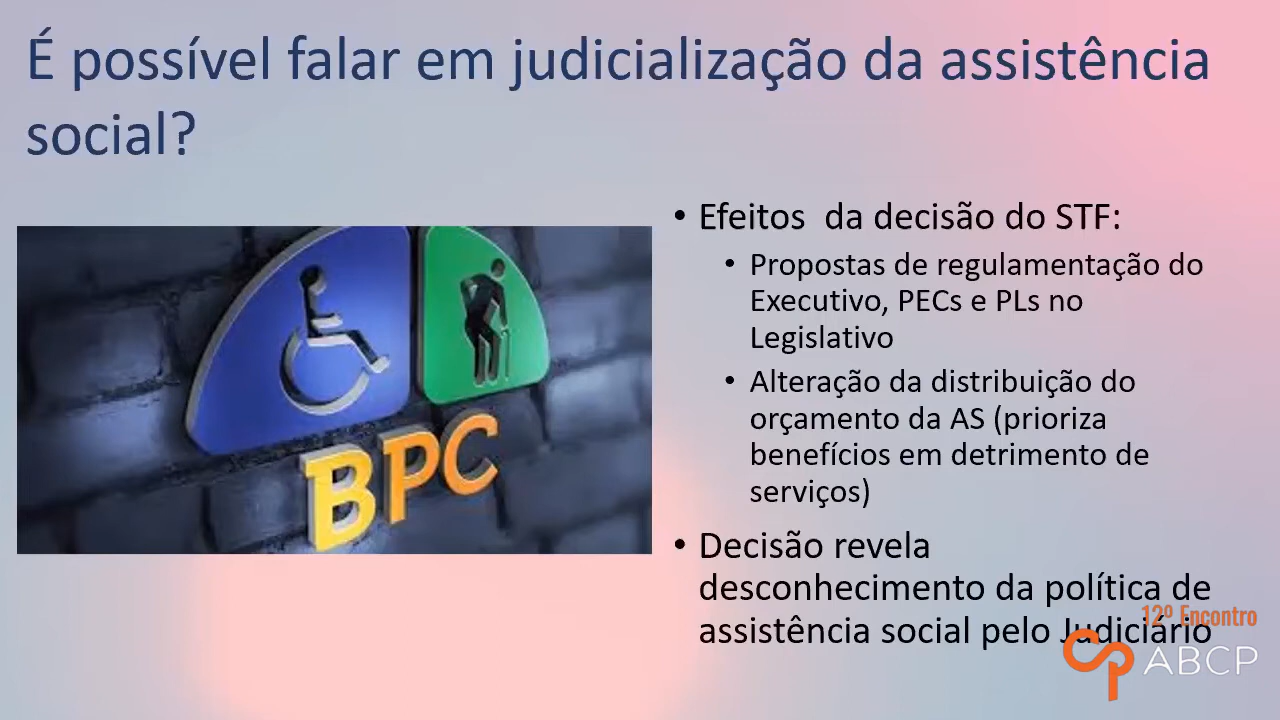 É possível falar em judicialização da assistência
social?
BPC
• Efeitos  da decisão do STF:
• Propostas de regulamentação do
Executivo, PECs e PLs no
Legislativo
• Alteração da distribuição do
orçamento da AS (prioriza
benefícios em detrimento de
serviços)
• Decisão revela
desconhecimento da política de
assistência social pelo Judiciário
12º Encontro
ABCP